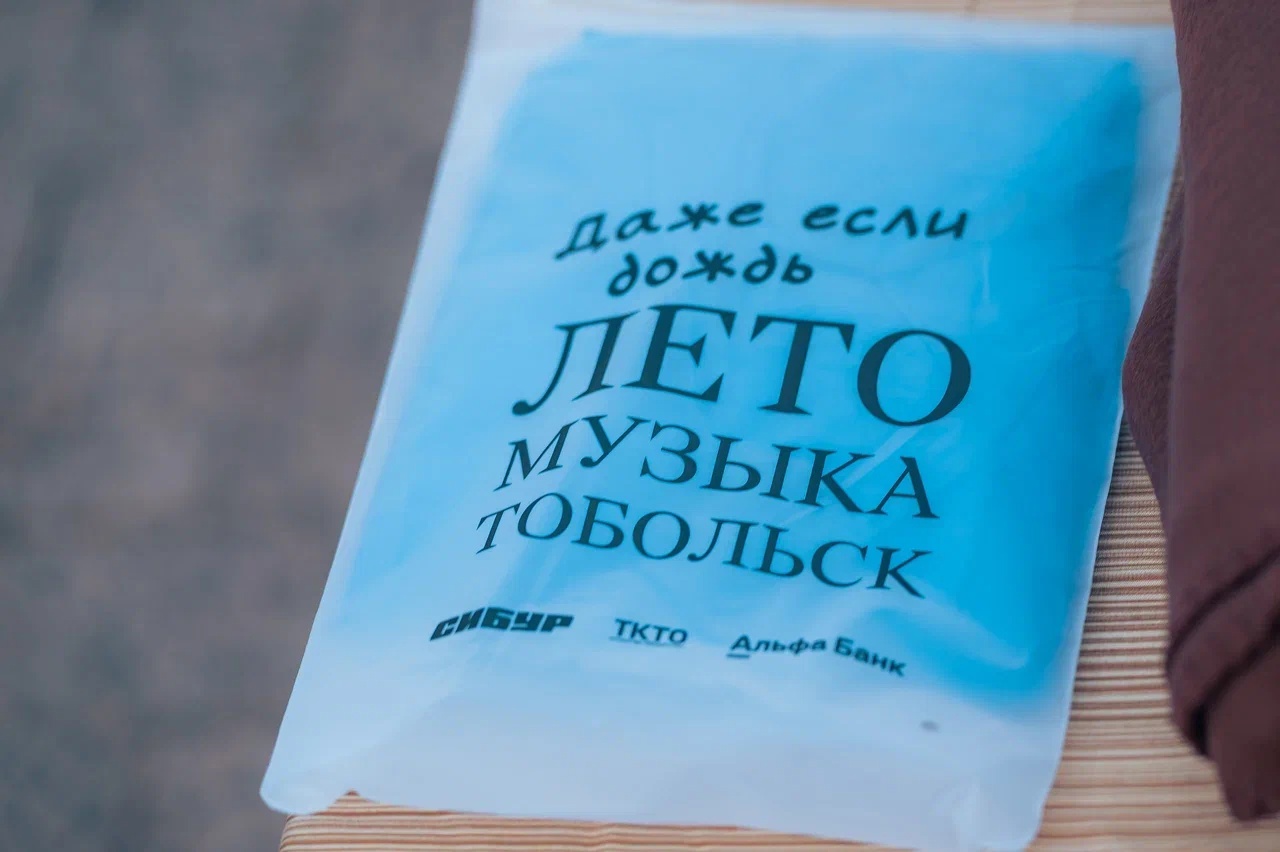 даже если
дождь
ЛЕТО
МУЗЫКА
ТОБОЛЬСК
СИБУР ТКТО Альфа Банк